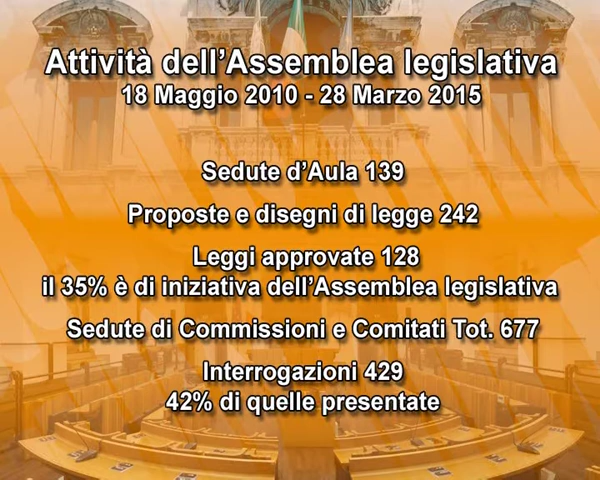 Attività dell'Assemblea legislativa
18 Maggio 2010 - 28 Marzo 2015
Sedute d'Aula 139
Proposte e disegni di legge 242
Leggi approvate 128
il 35% è di iniziativa dell'Assemblea legislativa
Sedute di Commissioni e Comitati Tot. 677
Interrogazioni 429
42% di quelle presentate